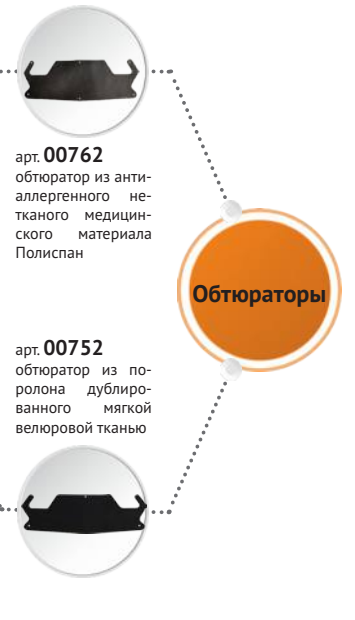 арт. 00762
обтюратор из анти-
аллергенного не-
тканого медицин-
ского материала
Полиспан
Обтюраторы
арт. 00752
обтюратор из по-
ролона дублиро-
ванного мягкой
велюровой тканью